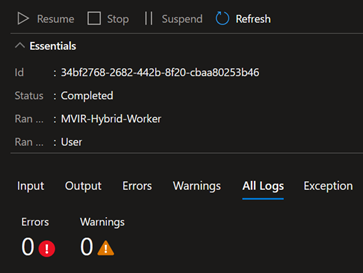 Resume Stop Suspend Refresh
Essentials
Id : 34bf2768-2682-442b-8f20-cbaa80253b46
Status : Completed
Ran ... : MVIR-Hybrid-Worker
Ran ... : User
Input Output Errors Warnings All Logs Exception
Errors Warnings
0 0